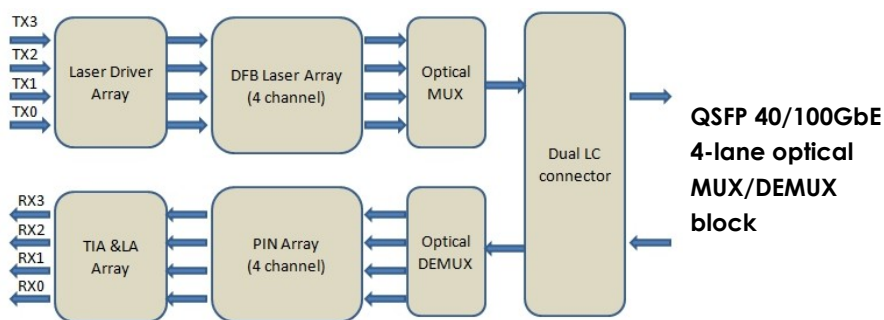 TX3
TX2
TX1
TX0
Laser Driver
Array
DFB Laser Array
(4 channel)
Optical
MUX
Dual LC
connector
QSFP 40/100GbE
4-lane optical
MUX/DEMUX
block
RX3
RX2
RX1
RX0
TIA &LA
Array
PIN Array
(4 channel)
Optical
DEMUX